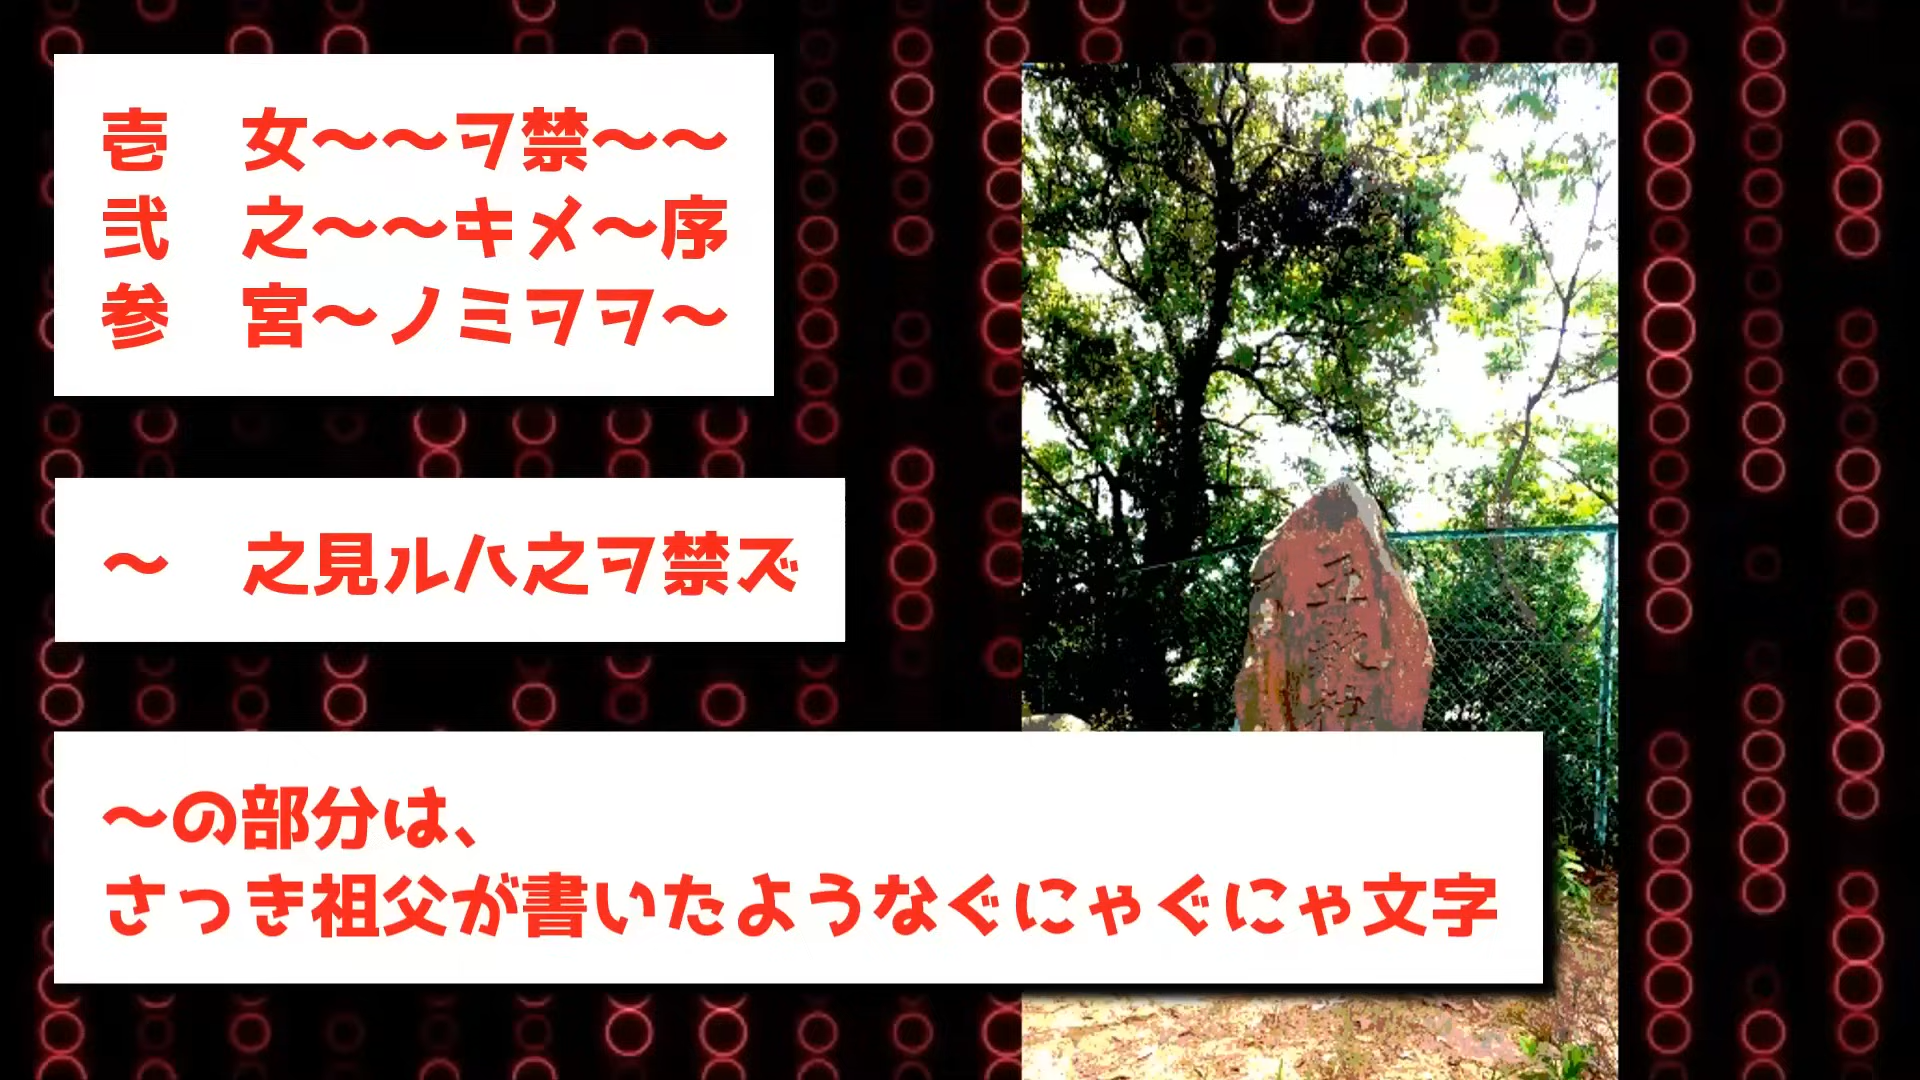 壱　女～～ヲ禁～～
弐　之～～キメ～序
参　宮～ノミヲヲ～
～　之見ルハ之ヲ禁ズ
～の部分は、
さっき祖父が書いたようなぐにゃぐにゃ文字